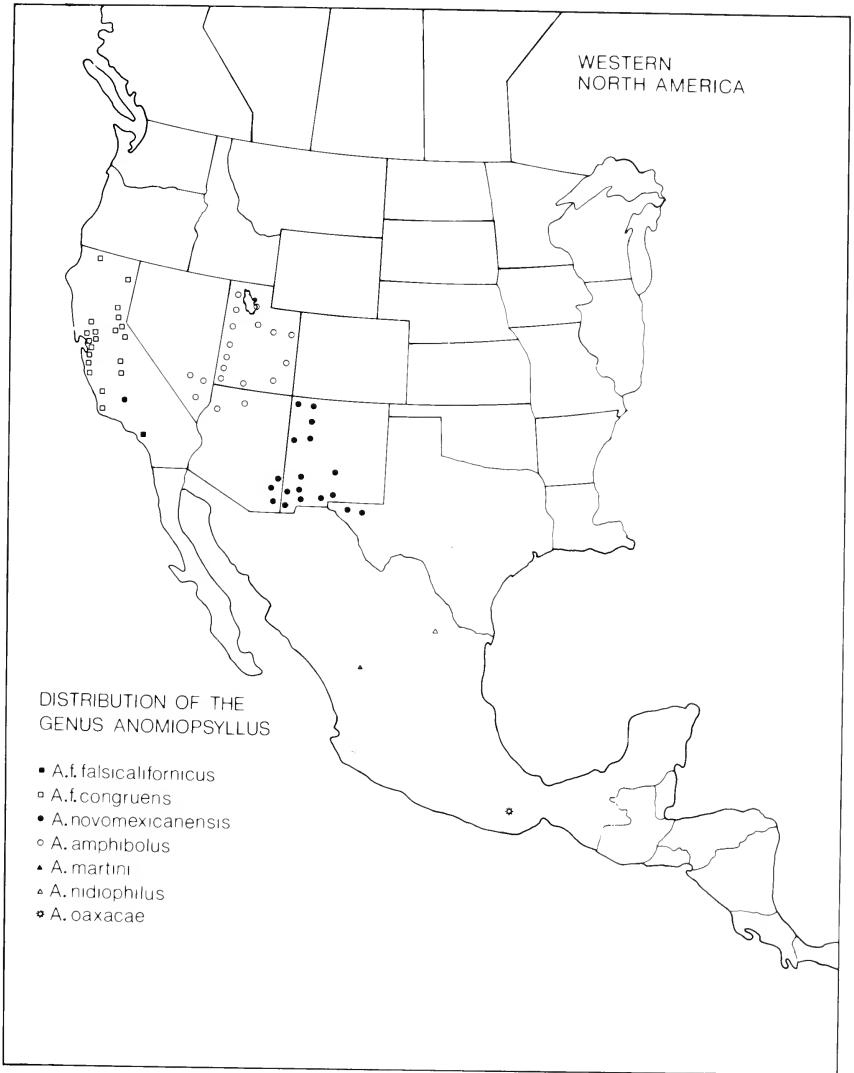 WESTERN
NORTH AMERICA
DISTRIBUTION OF THE
GENUS ANOMIOPSYLLUS
A.f. falsicalifornicus
A.f. congruens
A. novomexicanensis
A. amphibolus
A. martini
A. nidiophilus
A. oaxacae